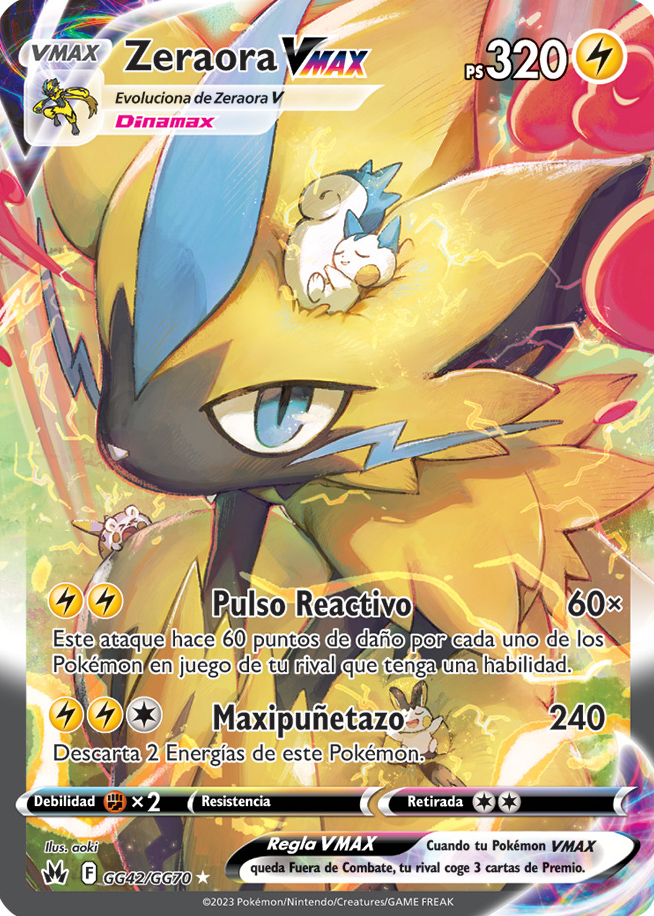 VMAX
Zeraora VMAX
PS 320
Evoluciona de Zeraora V
Dinamax
Pulso Reactivo 60×
Este ataque hace 60 puntos de daño por cada uno de los
Pokémon en juego de tu rival que tenga una habilidad.
Maxipuñetazo 240
Descarta 2 Energías de este Pokémon.
Debilidad ×2 Resistencia Retirada
Ilus. aoki
F GG42/GG70
Regla VMAX Cuando tu Pokémon VMAX
queda Fuera de Combate, tu rival coge 3 cartas de Premio.
©2023 Pokémon/Nintendo/Creatures/GAME FREAK